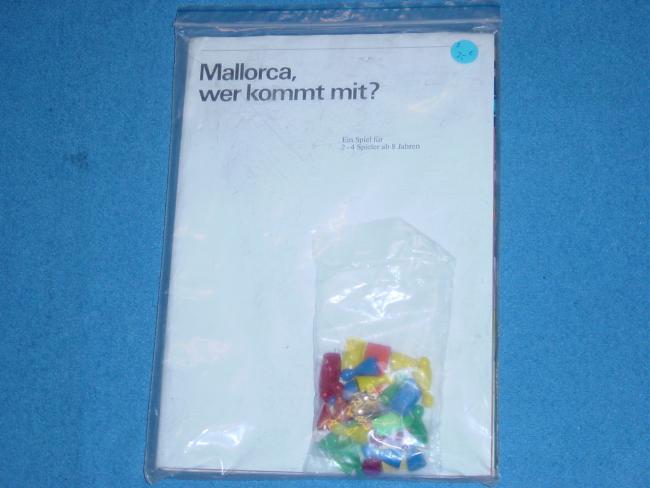 Mallorca,
wer kommt mit?
Ein Spiel für
2-4 Spieler ab 8 Jahren